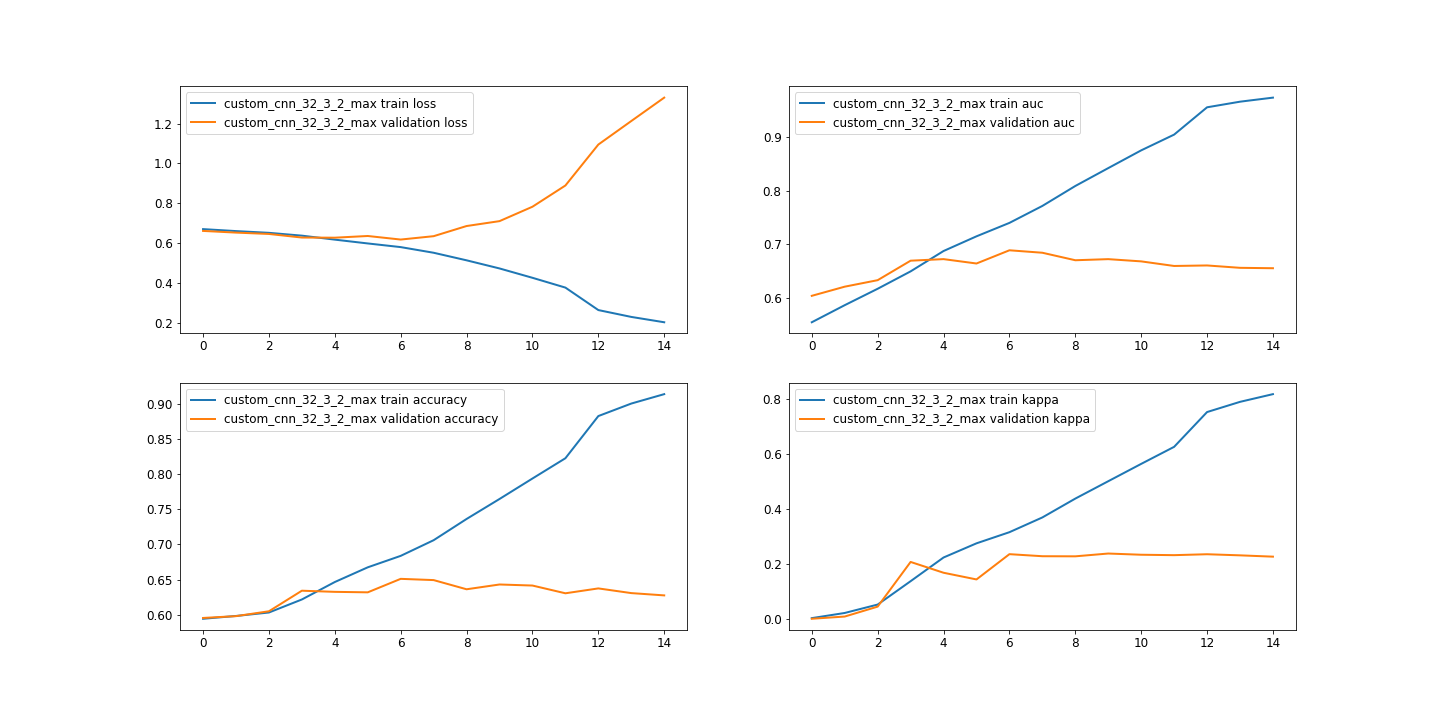 custom_cnn_32_3_2_max train loss
custom_cnn_32_3_2_max validation loss
1.2
1.0
0.8
0.6
0.4
0.2
0 2 4 6 8 10 12 14
custom_cnn_32_3_2_max train auc
custom_cnn_32_3_2_max validation auc
0.9
0.8
0.7
0.6
0 2 4 6 8 10 12 14
custom_cnn_32_3_2_max train accuracy
custom_cnn_32_3_2_max validation accuracy
0.90
0.85
0.80
0.75
0.70
0.65
0.60
0 2 4 6 8 10 12 14
custom_cnn_32_3_2_max train kappa
custom_cnn_32_3_2_max validation kappa
0.8
0.6
0.4
0.2
0.0
0 2 4 6 8 10 12 14